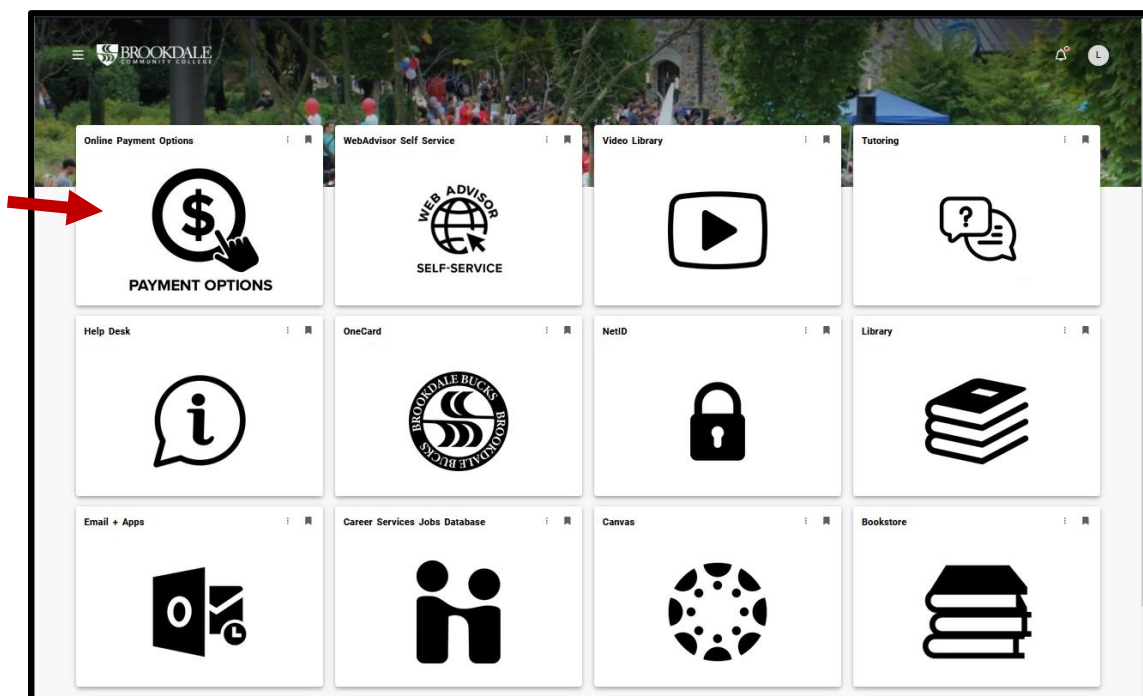 BROOKDALE
COMMUNITY COLLEGE
L
Online Payment Options
WebAdvisor Self Service
Video Library
Tutoring
$
PAYMENT OPTIONS
WEB ADVISOR
SELF-SERVICE
?
Help Desk
OneCard
NetID
Library
i
BROOKDALE BUCKS
BROOKDALE BUCKS
Email + Apps
Career Services Jobs Database
Canvas
Bookstore
O